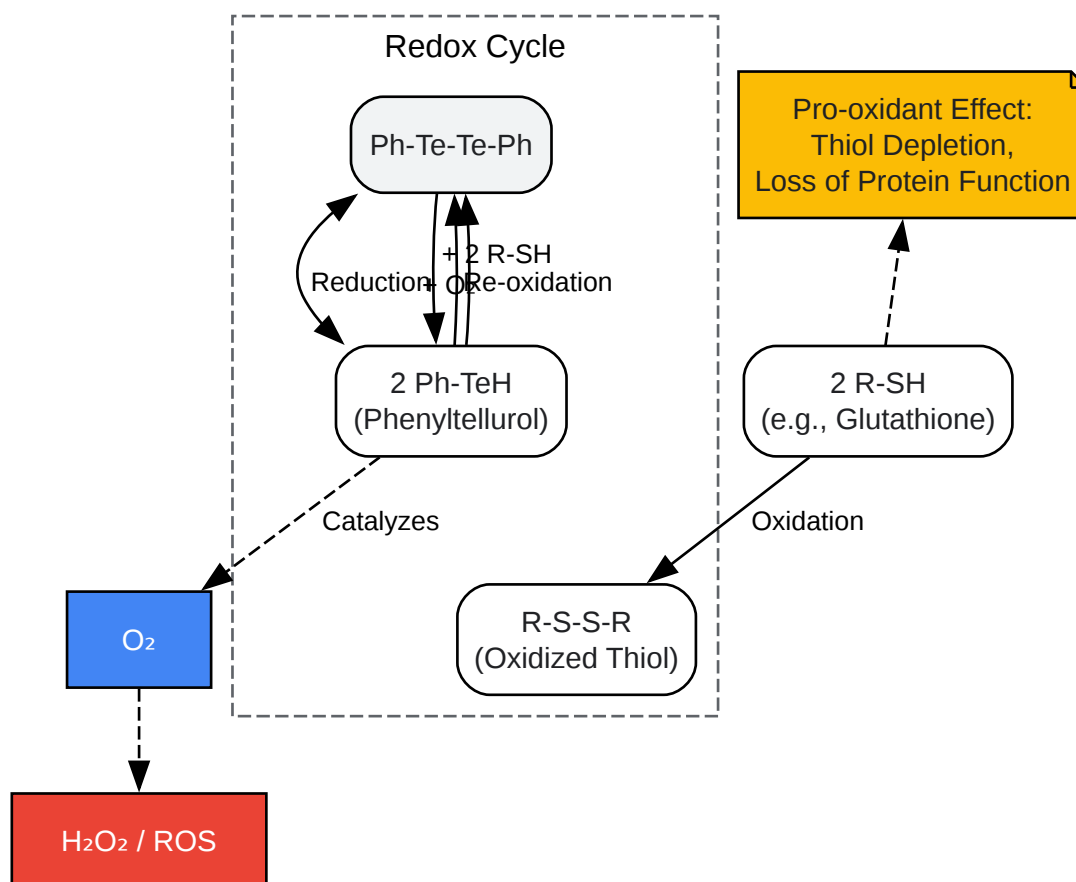 Redox Cycle
Ph-Te-Te-Ph
Pro-oxidant Effect:
Thiol Depletion,
Loss of Protein Function
+ 2 R-SH
Reduction
+ O₂
Re-oxidation
2 Ph-TeH
(Phenyltellurol)
2 R-SH
(e.g., Glutathione)
Catalyzes
Oxidation
O₂
R-S-S-R
(Oxidized Thiol)
H₂O₂ / ROS